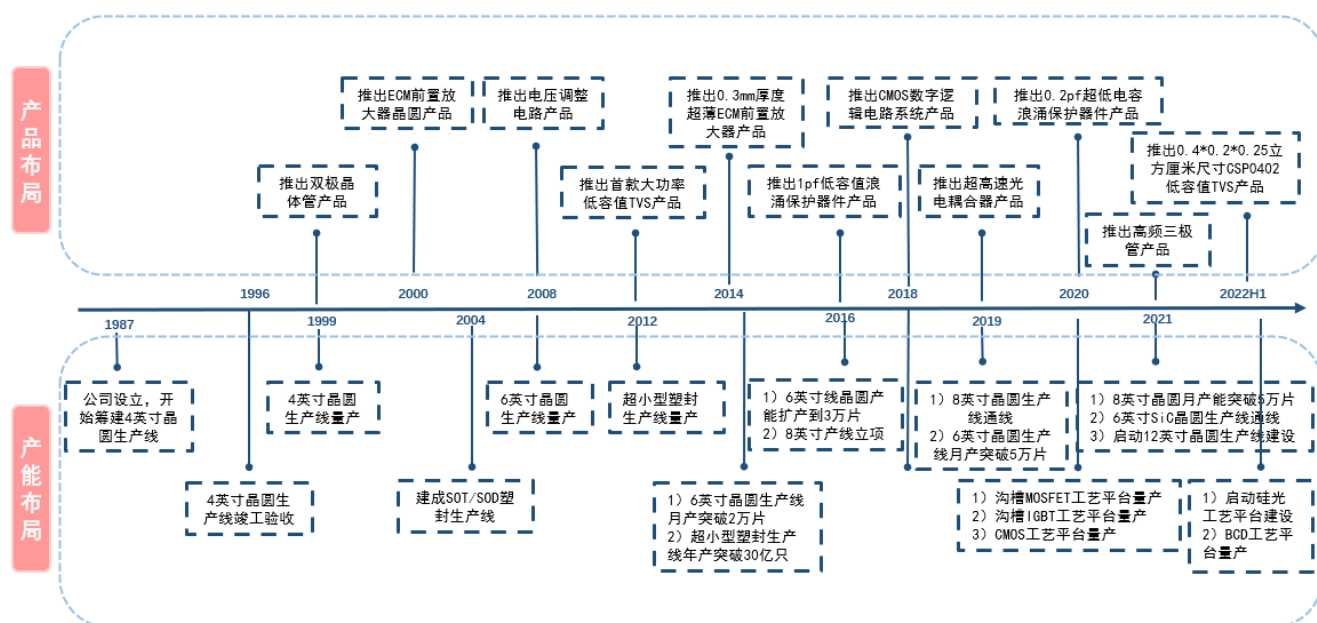 产品布局
推出ECM前置放
大器晶圆产品
推出电压调整
电路产品
推出0.3mm厚度
超薄ECM前置放
大器产品
推出CMOS数字逻
辑电路系统产品
推出0.2pf超低电容
浪涌保护器件产品
推出0.4*0.2*0.25立
方厘米尺寸CSP0402
低容值TVS产品
推出双极晶
体管产品
推出首款大功率
低容值TVS产品
推出1pf低容值浪
涌保护器件产品
推出超高速光
电耦合器产品
推出高频三极
管产品
1996
2000
2008
2014
2018
2020
2022H1
1987
1999
2004
2012
2016
2019
2021
产能布局
公司设立，开
始筹建4英寸晶
圆生产线
4英寸晶圆
生产线量产
6英寸晶圆
生产线量产
超小型塑封
生产线量产
1）6英寸线晶圆产
能扩产到3万片
2）8英寸产线立项
1）8英寸晶圆生产
线通线
2）6英寸晶圆生产
线月产突破5万片
1）8英寸晶圆月产能突破5万片
2）6英寸SiC晶圆生产线通线
3）启动12英寸晶圆生产线建设
4英寸晶圆生
产线竣工验收
建成SOT/SOD塑
封生产线
1）6英寸晶圆生产线
月产突破2万片
2）超小型塑封生产
线年产突破30亿只
1）沟槽MOSFET工艺平台量产
2）沟槽IGBT工艺平台量产
3）CMOS工艺平台量产
1）启动硅光
工艺平台建设
2）BCD工艺平
台量产